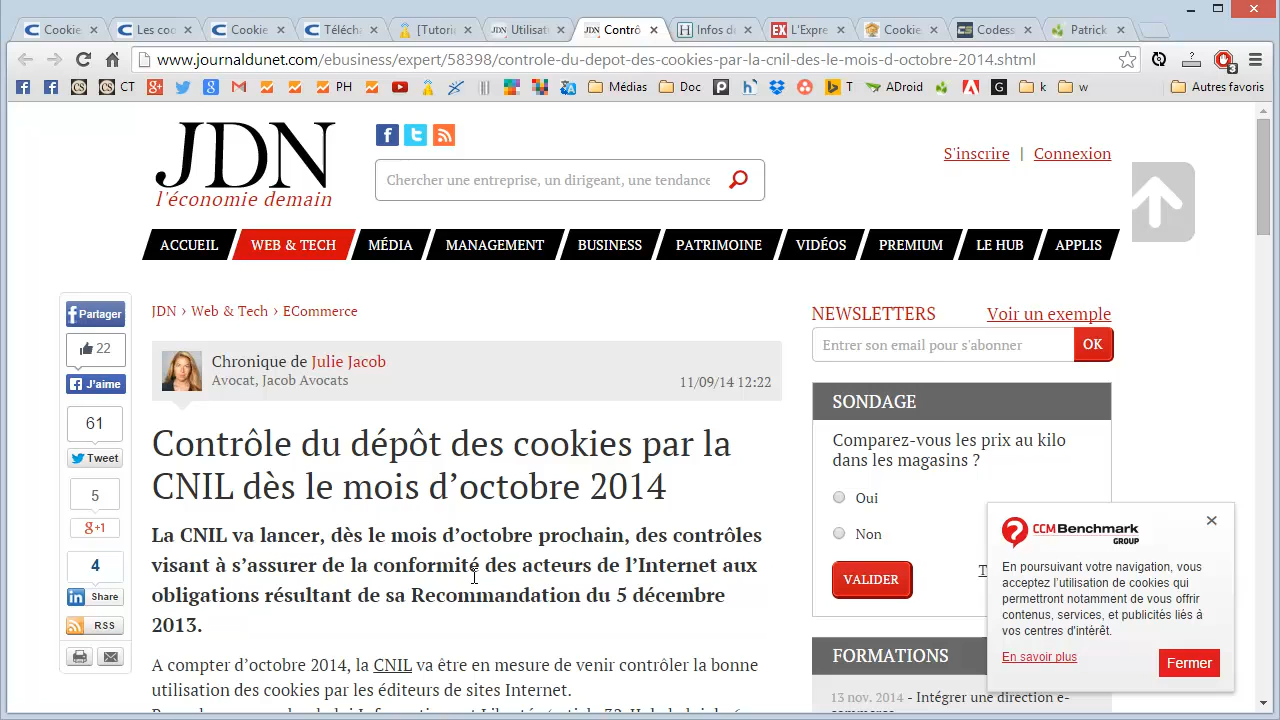 Cookie
Les coo
Cookie
Téléch
[Tutori
Utilisat
Contrô
Infos de
L'Expre
Cookie
Codess
Patrick
www.journaldunet.com/ebusiness/expert/58398/controle-du-depot-des-cookies-par-la-cnil-des-le-mois-d-octobre-2014.shtml
CT
PH
Médias
Doc
T
ADroid
k
w
Autres favoris
JDN
l'économie demain
Chercher une entreprise, un dirigeant, une tendance
S'inscrire | Connexion
ACCUEIL WEB & TECH MÉDIA MANAGEMENT BUSINESS PATRIMOINE VIDÉOS PREMIUM LE HUB APPLIS
Partager
22
J'aime
61
Tweet
5
+1
4
Share
RSS
JDN › Web & Tech › ECommerce
Chronique de Julie Jacob
Avocat, Jacob Avocats
11/09/14 12:22
Contrôle du dépôt des cookies par la
CNIL dès le mois d’octobre 2014
La CNIL va lancer, dès le mois d’octobre prochain, des contrôles
visant à s’assurer de la conformité des acteurs de l’Internet aux
obligations résultant de sa Recommandation du 5 décembre
2013.
A compter d’octobre 2014, la CNIL va être en mesure de venir contrôler la bonne
utilisation des cookies par les éditeurs de sites Internet.
NEWSLETTERS
Voir un exemple
Entrer son email pour s'abonner
OK
SONDAGE
Comparez-vous les prix au kilo
dans les magasins ?
Oui
Non
VALIDER
FORMATIONS
13 nov. 2014 - Intégrer une direction e-
CCMBenchmark
GROUP
En poursuivant votre navigation, vous
acceptez l'utilisation de cookies qui
permettront notamment de vous offrir
contenus, services, et publicités liés à
vos centres d'intérêt.
En savoir plus
Fermer